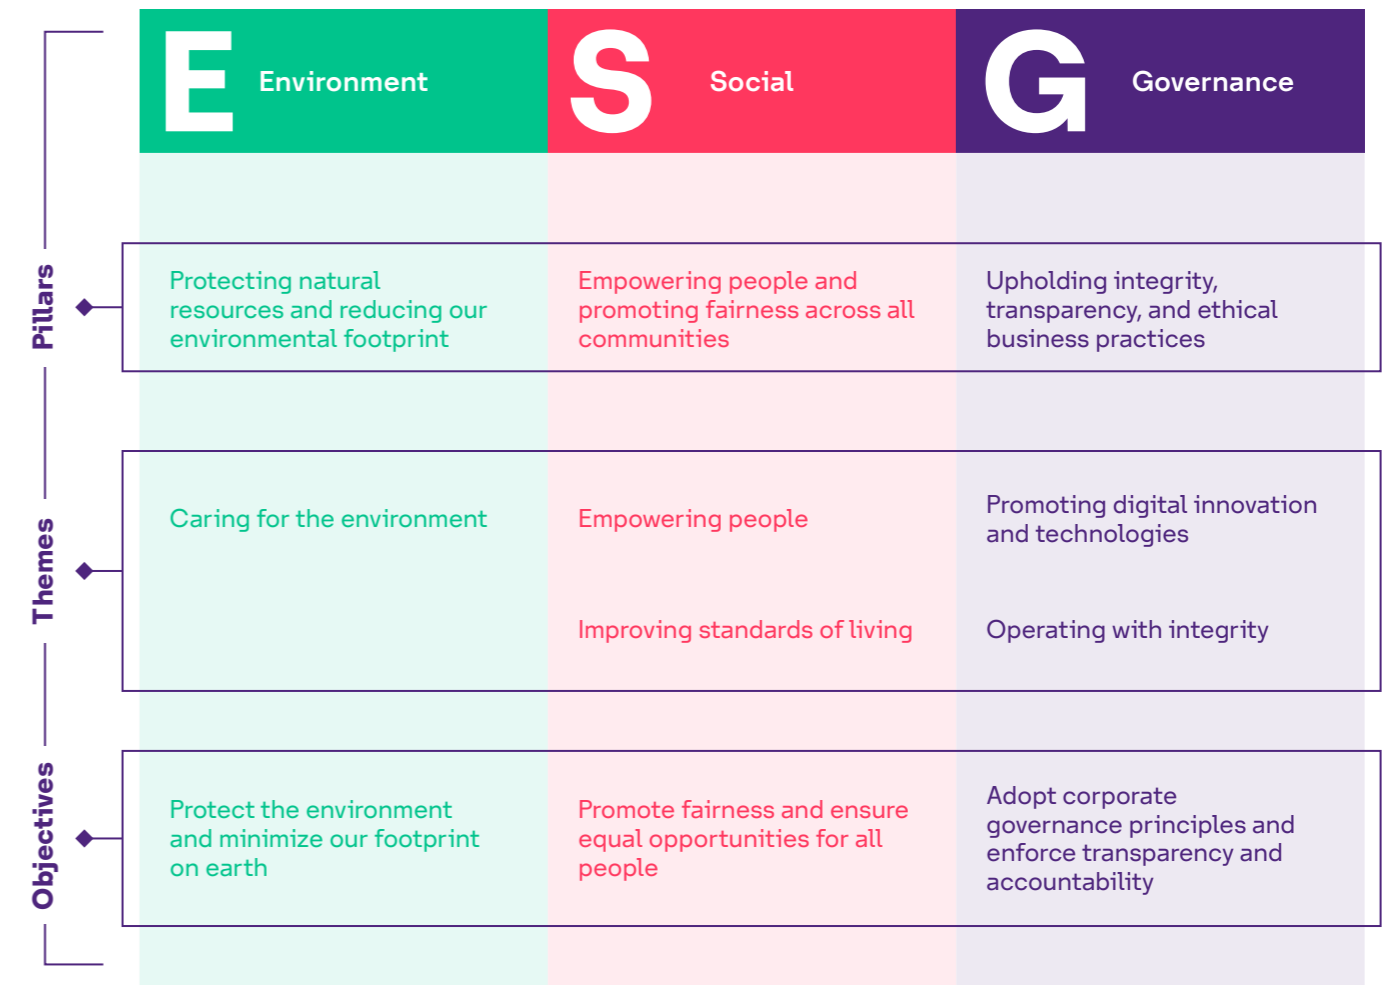 E Environment
S Social
G Governance
Pillars
Protecting natural
resources and reducing our
environmental footprint
Empowering people and
promoting fairness across all
communities
Upholding integrity,
transparency, and ethical
business practices
Themes
Caring for the environment
Empowering people
Improving standards of living
Promoting digital innovation
and technologies
Operating with integrity
Objectives
Protect the environment
and minimize our footprint
on earth
Promote fairness and ensure
equal opportunities for all
people
Adopt corporate
governance principles and
enforce transparency and
accountability